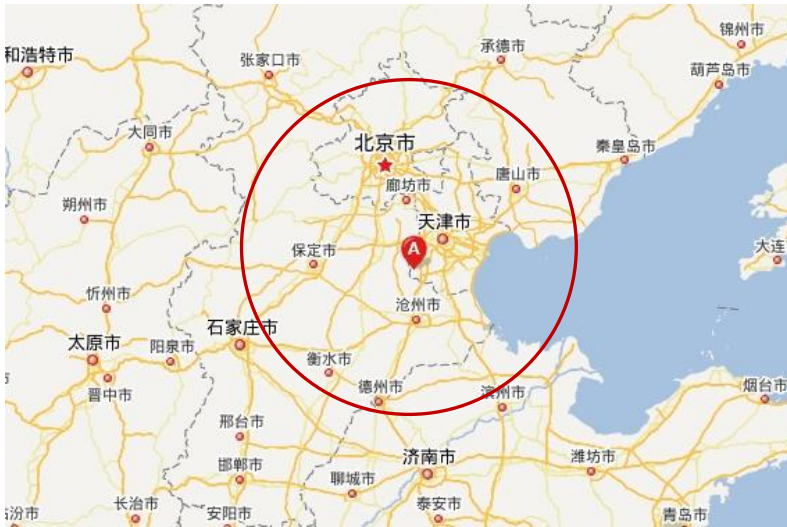 锦州市
承德市
和浩特市
张家口市
葫芦岛市
大同市
北京市
秦皇岛市
唐山市
廊坊市
朔州市
天津市
A
保定市
大连
忻州市
沧州市
石家庄市
太原市
阳泉市
衡水市
晋中市
德州市
滨州市
烟台市
邢台市
济南市
潍坊市
邯郸市
聊城市
临汾市
长治市
安阳市
泰安市
青岛市